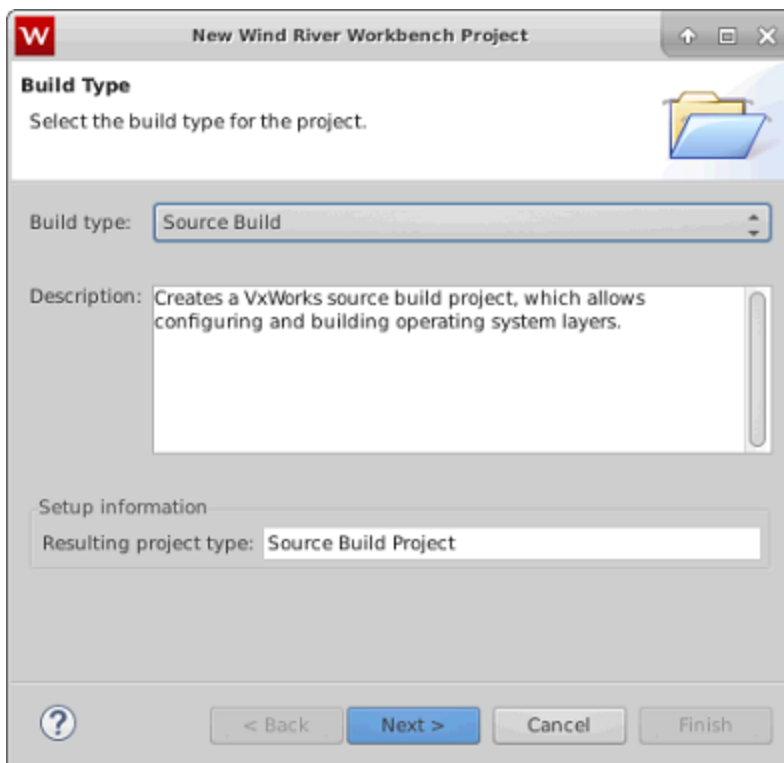 W
New Wind River Workbench Project
Build Type
Select the build type for the project.
Build type: Source Build
Description: Creates a VxWorks source build project, which allows
configuring and building operating system layers.
Setup information
Resulting project type: Source Build Project
?
< Back Next > Cancel Finish